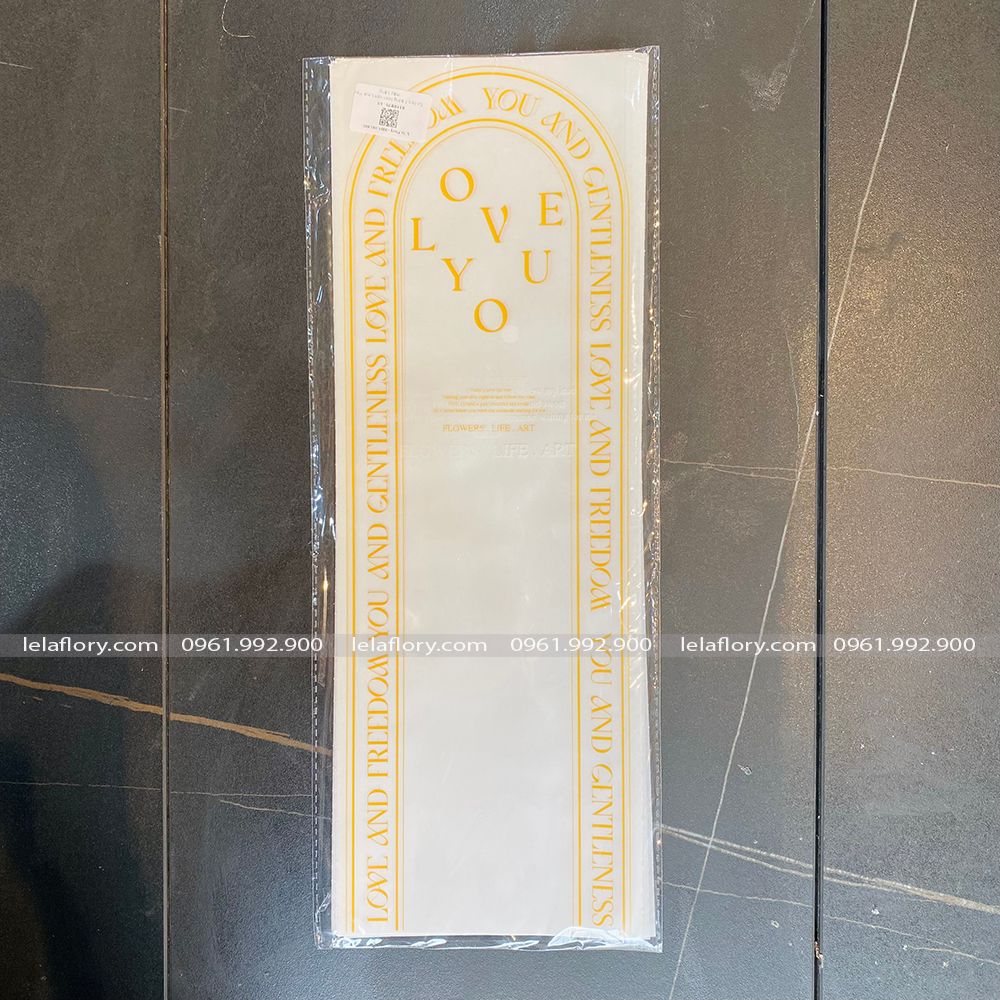 LOVE AND FREEDOM YOU AND GENTLENESS LOVE AND FREEDOM YOU AND GENTLENESS LOVE AND FREEDOM YOU AND GENTLENESS
O V E
L Y U
O
FLOWERS . LIFE . ART
FLOWERS . LIFE . ART
lelaflory.com 0961.992.900 lelaflory.com 0961.992.900 lelaflory.com 0961.992.900